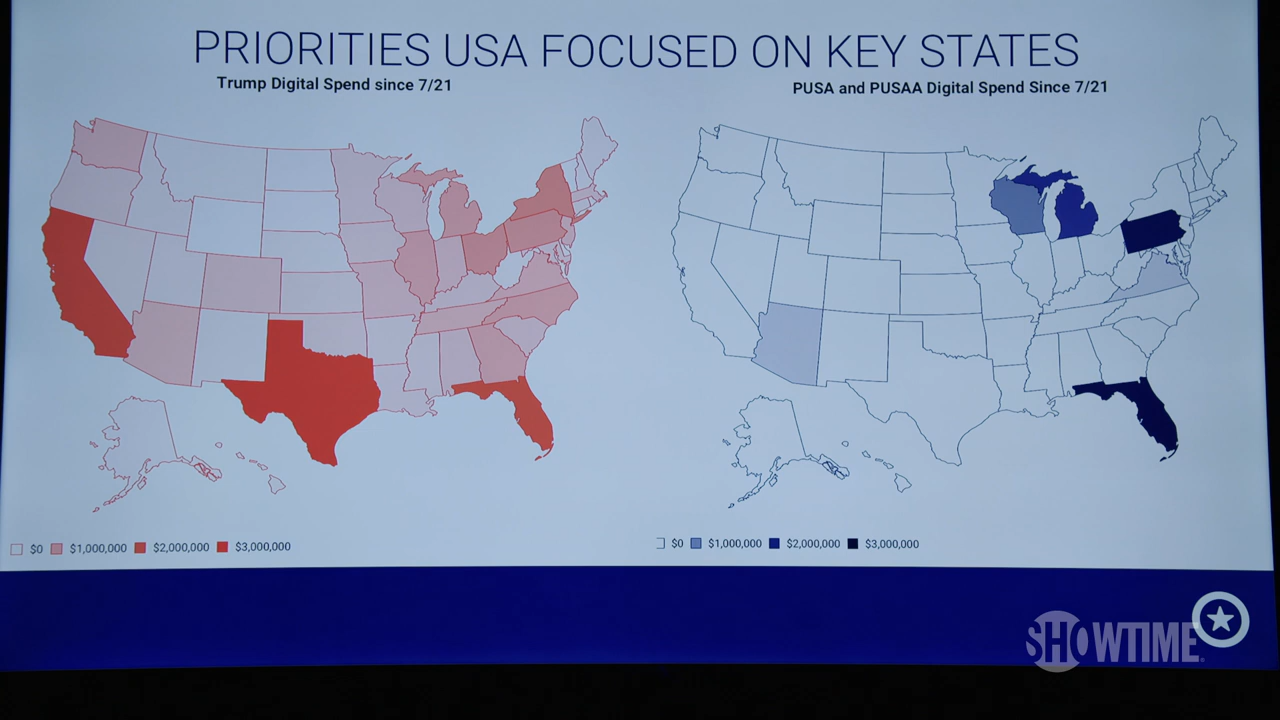 PRIORITIES USA FOCUSED ON KEY STATES
Trump Digital Spend since 7/21
PUSA and PUSAA Digital Spend Since 7/21
$0 $1,000,000 $2,000,000 $3,000,000
$0 $1,000,000 $2,000,000 $3,000,000
SHOWTIME